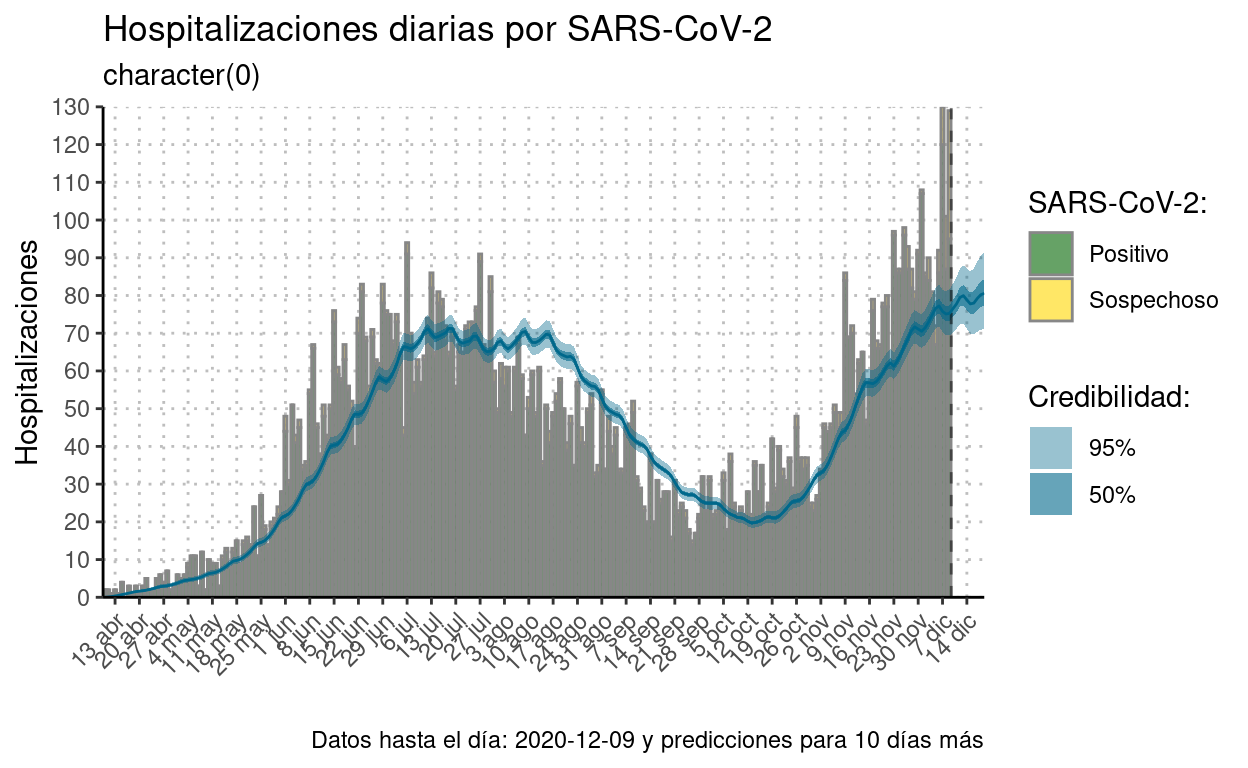 Hospitalizaciones diarias por SARS-CoV-2
character(0)
130
120
110
100
90
80
70
60
50
40
30
20
10
0
Hospitalizaciones
13 abr
20 abr
27 abr
4 may
11 may
18 may
25 may
1 jun
8 jun
15 jun
22 jun
29 jun
6 jul
13 jul
20 jul
27 jul
3 ago
10 ago
17 ago
24 ago
31 ago
7 sep
14 sep
21 sep
28 sep
5 oct
12 oct
19 oct
26 oct
2 nov
9 nov
16 nov
23 nov
30 nov
7 dic
14 dic
SARS-CoV-2:
Positivo
Sospechoso
Credibilidad:
95%
50%
Datos hasta el día: 2020-12-09 y predicciones para 10 días más